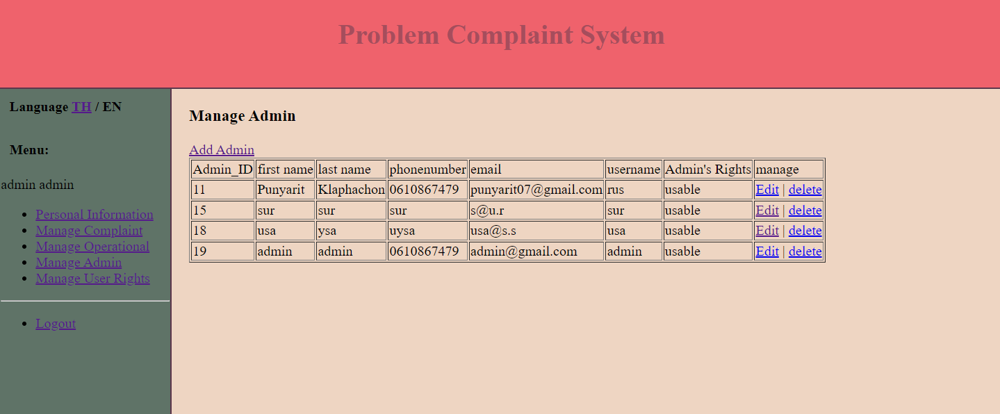 Problem Complaint System
Language TH / EN
Menu:
admin admin
Personal Information
Manage Complaint
Manage Operational
Manage Admin
Manage User Rights
Logout
Manage Admin
Add Admin
Admin_ID first name last name phonenumber email username Admin's Rights manage
11 Punyarit Klaphachon 0610867479 punyarit07@gmail.com rus usable Edit | delete
15 sur sur sur s@u.r sur usable Edit | delete
18 usa ysa uysa usa@s.s usa usable Edit | delete
19 admin admin 0610867479 admin@gmail.com admin usable Edit | delete